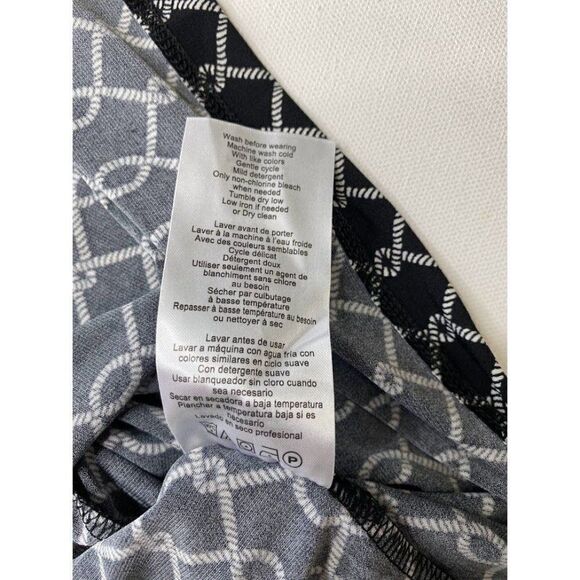 Wash before wearing
Machine wash cold
With like colors
Gentle cycle
Mild detergent
Only non-chlorine bleach
when needed
Tumble dry low
Low iron if needed
or Dry clean
Laver avant de porter
Laver à la machine à l'eau froide
Avec des couleurs semblables
Cycle délicat
Détergent doux
Utiliser seulement un agent de
blanchiment sans chlore
au besoin
Sécher par culbutage
à basse température
Repasser à basse température au besoin
ou nettoyer à sec
Lavar antes de usar
Lavar a máquina con agua fría con
colores similares en ciclo suave
Con detergente suave
Usar blanqueador sin cloro cuando
sea necesario
Secar en secadora a baja temperatura
Planchar a temperatura baja si es
necesario
Lavado en seco profesional
P